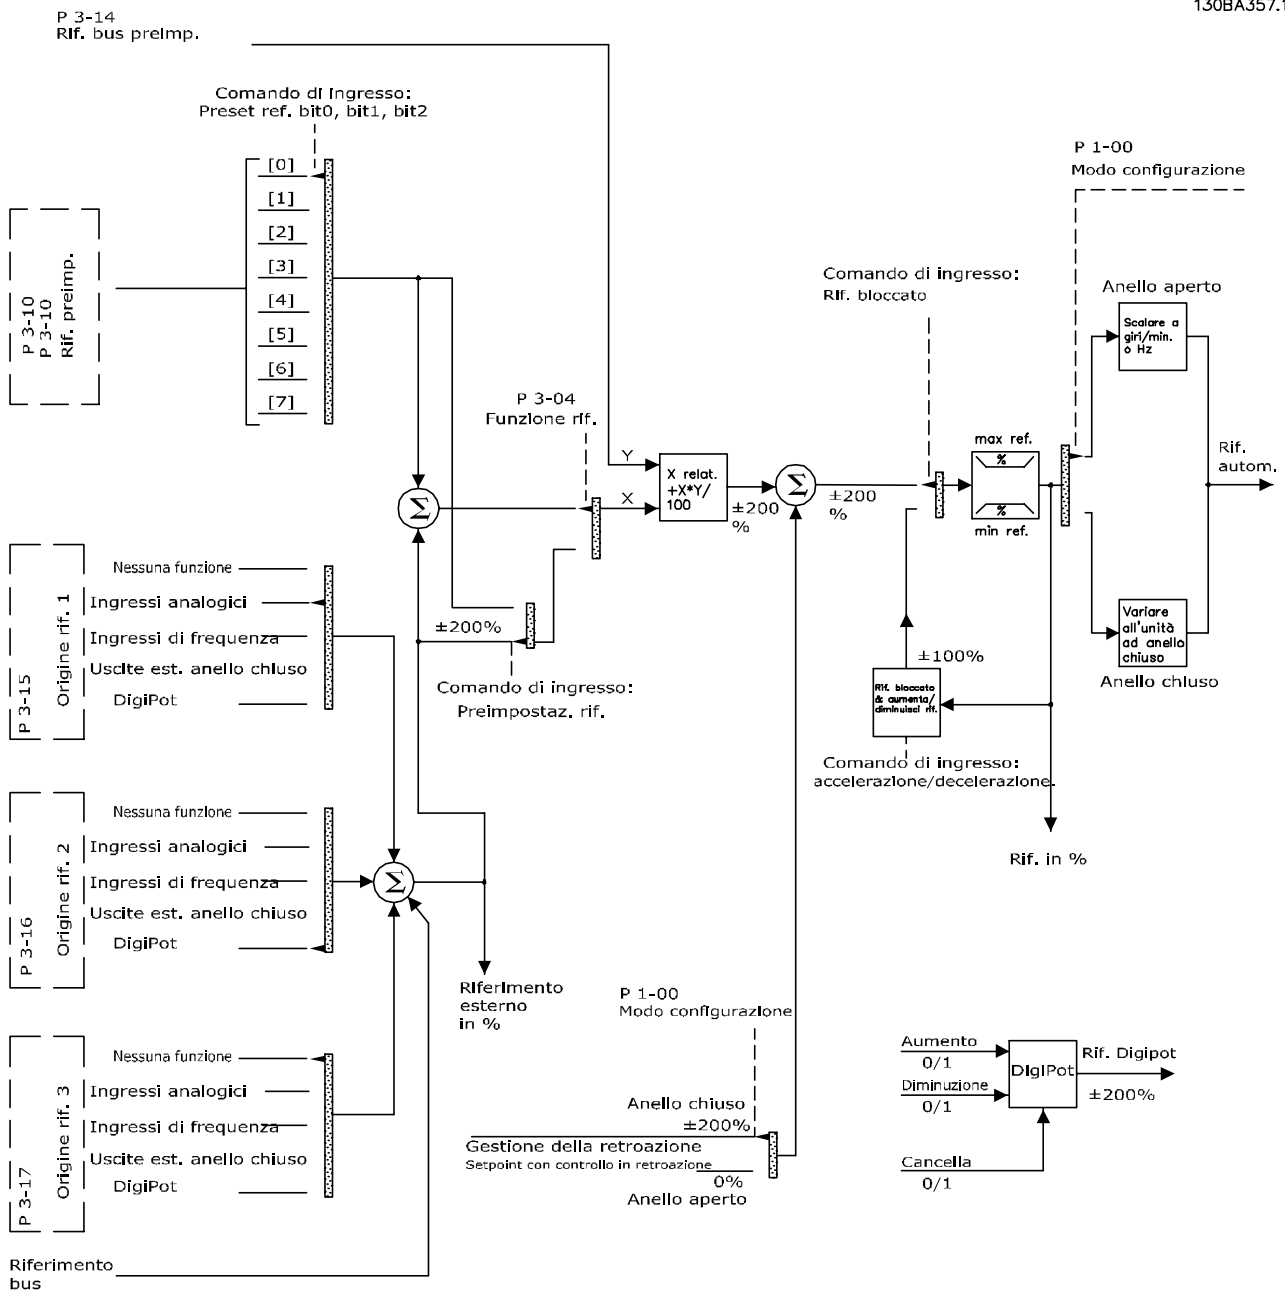 130BA357.1
P 3-14
Rif. bus preimp.
Comando di ingresso:
Preset ref. bit0, bit1, bit2
[0]
[1]
[2]
[3]
[4]
[5]
[6]
[7]
P 3-10
P 3-10
Rif. preimp.
P 1-00
Modo configurazione
Comando di ingresso:
Rif. bloccato
Anello aperto
Scalare a
giri/min.
o Hz
P 3-04
Funzione rif.
Y
X
X relat.
+X*Y/
100
±200
%
Σ
±200
%
max ref.
%
%
min ref.
Rif.
autom.
Σ
Variare
all'unità
ad anello
chiuso
Anello chiuso
±200%
Comando di ingresso:
Preimpostaz. rif.
±100%
Rif. bloccato
& aumenta/
diminuisci rif.
Comando di ingresso:
accelerazione/decelerazione.
Rif. in %
P 3-15
Origine rif. 1
Nessuna funzione
Ingressi analogici
Ingressi di frequenza
Uscite est. anello chiuso
DigiPot
P 3-16
Origine rif. 2
Nessuna funzione
Ingressi analogici
Ingressi di frequenza
Uscite est. anello chiuso
DigiPot
Σ
Riferimento
esterno
in %
P 3-17
Origine rif. 3
Nessuna funzione
Ingressi analogici
Ingressi di frequenza
Uscite est. anello chiuso
DigiPot
Riferimento
bus
P 1-00
Modo configurazione
Anello chiuso
±200%
Gestione della retroazione
Setpoint con controllo in retroazione
0%
Anello aperto
Aumento
0/1
Diminuzione
0/1
Cancella
0/1
DigiPot
Rif. Digipot
±200%